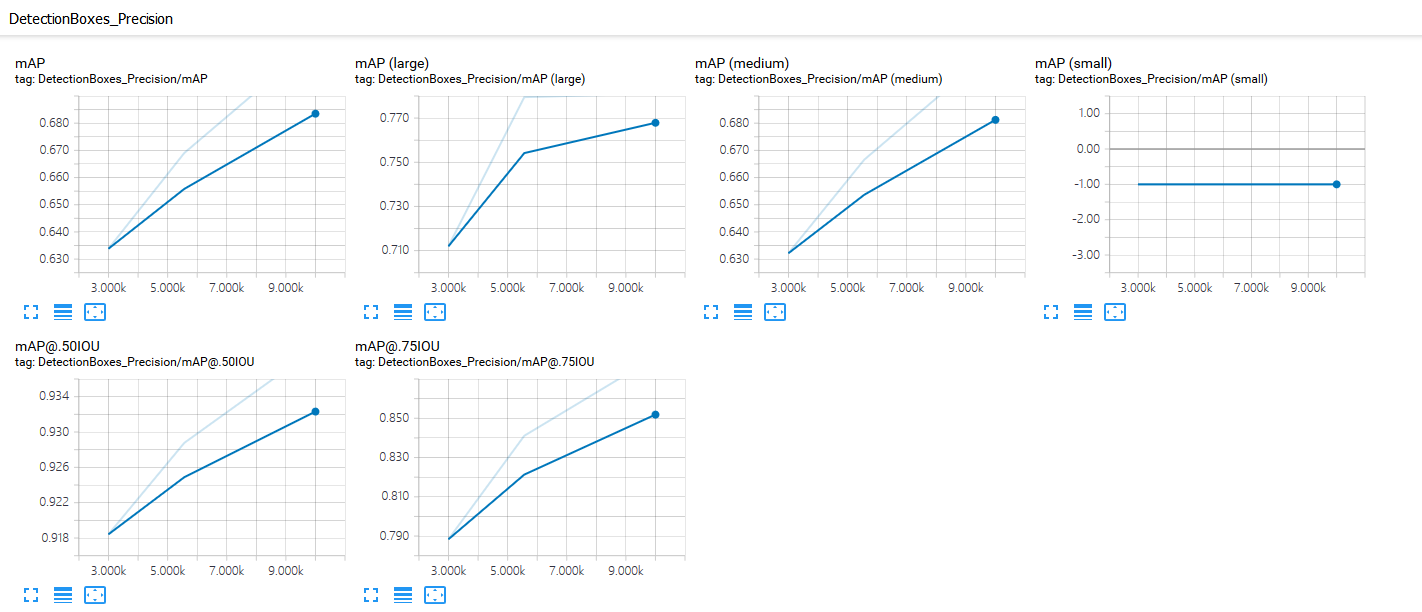 DetectionBoxes_Precision
mAP
tag: DetectionBoxes_Precision/mAP
0.680
0.670
0.660
0.650
0.640
0.630
3.000k 5.000k 7.000k 9.000k
mAP (large)
tag: DetectionBoxes_Precision/mAP (large)
0.770
0.750
0.730
0.710
3.000k 5.000k 7.000k 9.000k
mAP (medium)
tag: DetectionBoxes_Precision/mAP (medium)
0.680
0.670
0.660
0.650
0.640
0.630
3.000k 5.000k 7.000k 9.000k
mAP (small)
tag: DetectionBoxes_Precision/mAP (small)
1.00
0.00
-1.00
-2.00
-3.00
3.000k 5.000k 7.000k 9.000k
mAP@.50IOU
tag: DetectionBoxes_Precision/mAP@.50IOU
0.934
0.930
0.926
0.922
0.918
3.000k 5.000k 7.000k 9.000k
mAP@.75IOU
tag: DetectionBoxes_Precision/mAP@.75IOU
0.850
0.830
0.810
0.790
3.000k 5.000k 7.000k 9.000k